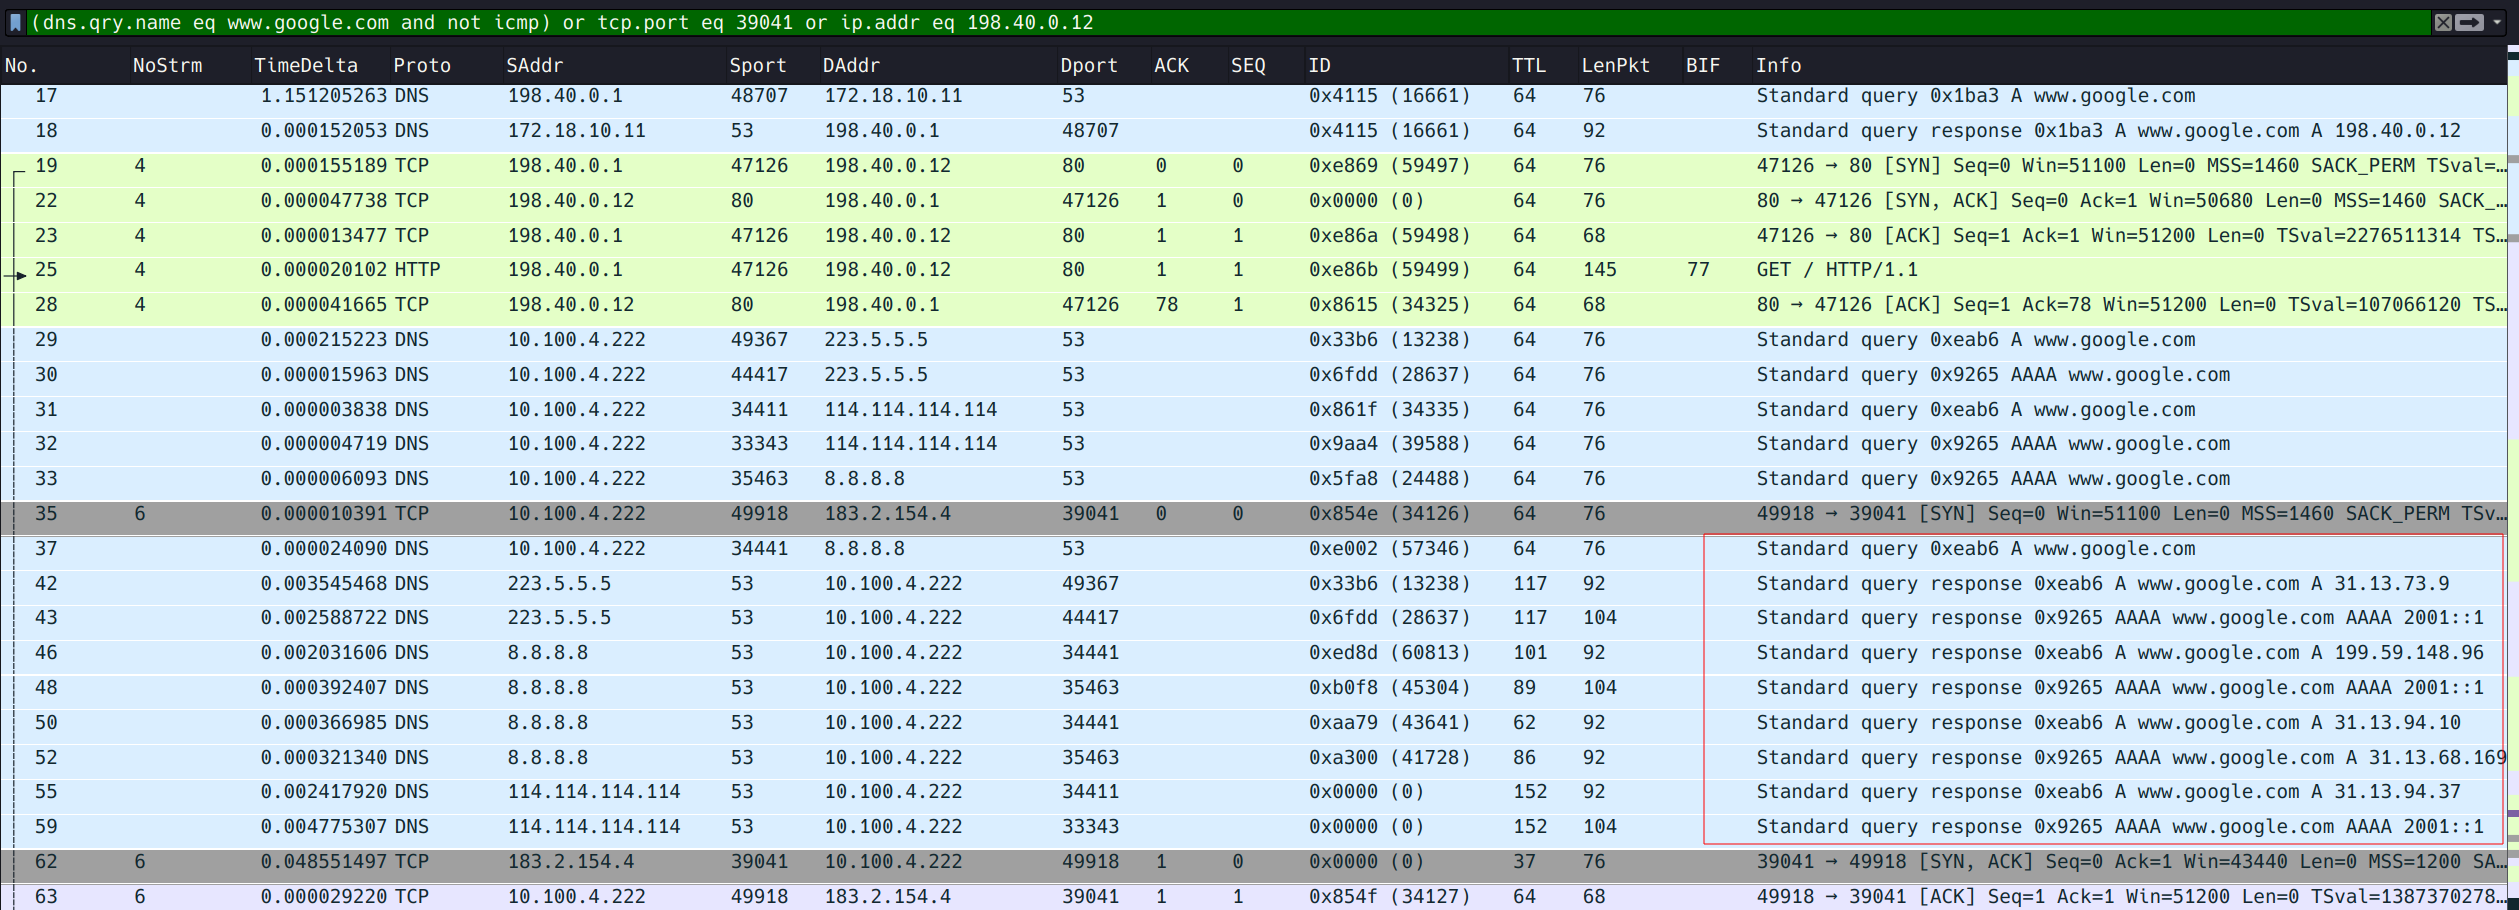 (dns.qry.name eq www.google.com and not icmp) or tcp.port eq 39041 or ip.addr eq 198.40.0.12
No. NoStrm TimeDelta Proto SAddr Sport DAddr Dport ACK SEQ ID TTL LenPkt BIF Info
17 1.151205263 DNS 198.40.0.1 48707 172.18.10.11 53 0x4115 (16661) 64 76 Standard query 0x1ba3 A www.google.com
18 0.000152053 DNS 172.18.10.11 53 198.40.0.1 48707 0x4115 (16661) 64 92 Standard query response 0x1ba3 A www.google.com A 198.40.0.12
19 4 0.000155189 TCP 198.40.0.1 47126 198.40.0.12 80 0 0 0xe869 (59497) 64 76 47126 → 80 [SYN] Seq=0 Win=51100 Len=0 MSS=1460 SACK_PERM TSval=…
22 4 0.000047738 TCP 198.40.0.12 80 198.40.0.1 47126 1 0 0x0000 (0) 64 76 80 → 47126 [SYN, ACK] Seq=0 Ack=1 Win=50680 Len=0 MSS=1460 SACK_…
23 4 0.000013477 TCP 198.40.0.1 47126 198.40.0.12 80 1 1 0xe86a (59498) 64 68 47126 → 80 [ACK] Seq=1 Ack=1 Win=51200 Len=0 TSval=2276511314 TS…
25 4 0.000020102 HTTP 198.40.0.1 47126 198.40.0.12 80 1 1 0xe86b (59499) 64 145 77 GET / HTTP/1.1
28 4 0.000041665 TCP 198.40.0.12 80 198.40.0.1 47126 78 1 0x8615 (34325) 64 68 80 → 47126 [ACK] Seq=1 Ack=78 Win=51200 Len=0 TSval=107066120 TS…
29 0.000215223 DNS 10.100.4.222 49367 223.5.5.5 53 0x33b6 (13238) 64 76 Standard query 0xeab6 A www.google.com
30 0.000015963 DNS 10.100.4.222 44417 223.5.5.5 53 0x6fdd (28637) 64 76 Standard query 0x9265 AAAA www.google.com
31 0.000003838 DNS 10.100.4.222 34411 114.114.114.114 53 0x861f (34335) 64 76 Standard query 0xeab6 A www.google.com
32 0.000004719 DNS 10.100.4.222 33343 114.114.114.114 53 0x9aa4 (39588) 64 76 Standard query 0x9265 AAAA www.google.com
33 0.000006093 DNS 10.100.4.222 35463 8.8.8.8 53 0x5fa8 (24488) 64 76 Standard query 0x9265 AAAA www.google.com
35 6 0.000010391 TCP 10.100.4.222 49918 183.2.154.4 39041 0 0 0x854e (34126) 64 76 49918 → 39041 [SYN] Seq=0 Win=51100 Len=0 MSS=1460 SACK_PERM TSv…
37 0.000024090 DNS 10.100.4.222 34441 8.8.8.8 53 0xe002 (57346) 64 76 Standard query 0xeab6 A www.google.com
42 0.003545468 DNS 223.5.5.5 53 10.100.4.222 49367 0x33b6 (13238) 117 92 Standard query response 0xeab6 A www.google.com A 31.13.73.9
43 0.002588722 DNS 223.5.5.5 53 10.100.4.222 44417 0x6fdd (28637) 117 104 Standard query response 0x9265 AAAA www.google.com AAAA 2001::1
46 0.002031606 DNS 8.8.8.8 53 10.100.4.222 34441 0xed8d (60813) 101 92 Standard query response 0xeab6 A www.google.com A 199.59.148.96
48 0.000392407 DNS 8.8.8.8 53 10.100.4.222 35463 0xb0f8 (45304) 89 104 Standard query response 0x9265 AAAA www.google.com AAAA 2001::1
50 0.000366985 DNS 8.8.8.8 53 10.100.4.222 34441 0xaa79 (43641) 62 92 Standard query response 0xeab6 A www.google.com A 31.13.94.10
52 0.000321340 DNS 8.8.8.8 53 10.100.4.222 35463 0xa300 (41728) 86 92 Standard query response 0x9265 AAAA www.google.com A 31.13.68.169
55 0.002417920 DNS 114.114.114.114 53 10.100.4.222 34411 0x0000 (0) 152 92 Standard query response 0xeab6 A www.google.com A 31.13.94.37
59 0.004775307 DNS 114.114.114.114 53 10.100.4.222 33343 0x0000 (0) 152 104 Standard query response 0x9265 AAAA www.google.com AAAA 2001::1
62 6 0.048551497 TCP 183.2.154.4 39041 10.100.4.222 49918 1 0 0x0000 (0) 37 76 39041 → 49918 [SYN, ACK] Seq=0 Ack=1 Win=43440 Len=0 MSS=1200 SA…
63 6 0.000029220 TCP 10.100.4.222 49918 183.2.154.4 39041 1 1 0x854f (34127) 64 68 49918 → 39041 [ACK] Seq=1 Ack=1 Win=51200 Len=0 TSval=1387370278…